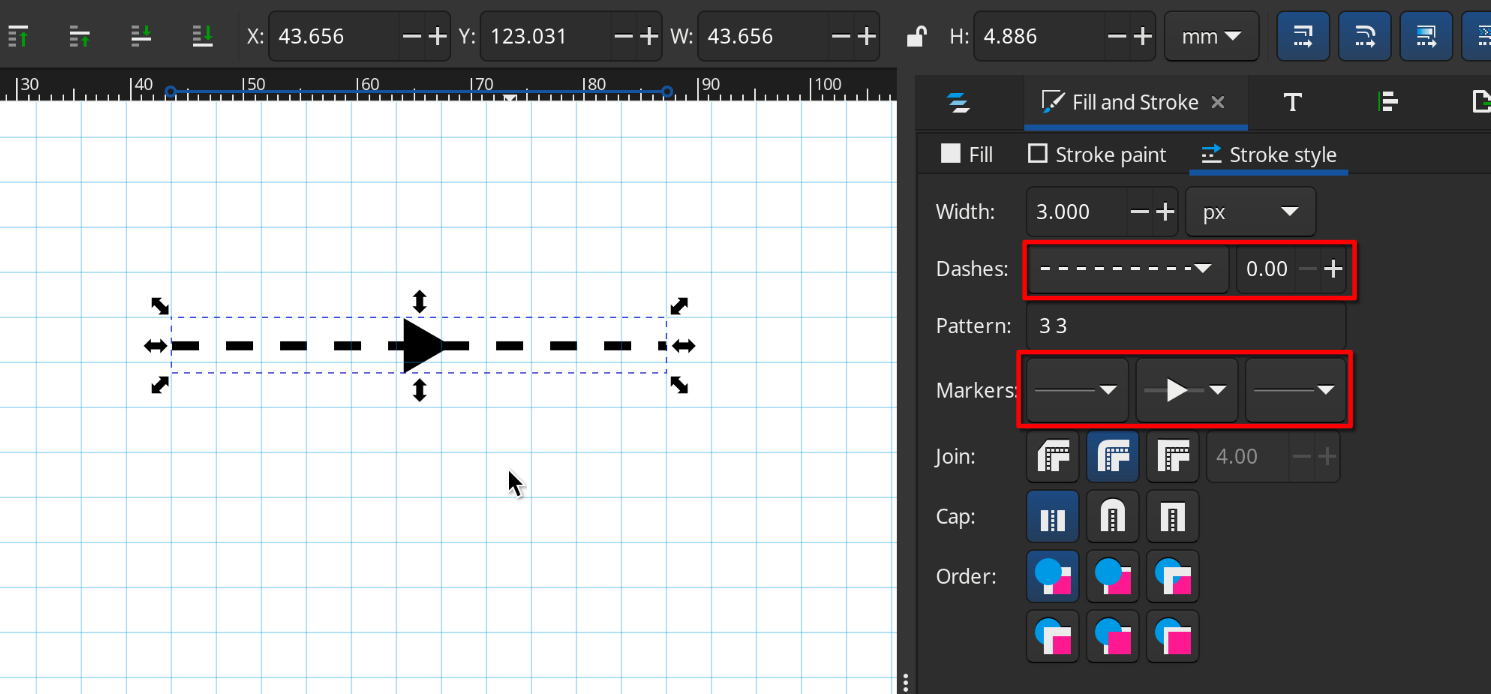 X: 43.656 Y: 123.031 W: 43.656 H: 4.886 mm
30 40 50 60 70 80 90 100
Fill and Stroke
Fill Stroke paint Stroke style
Width: 3.000 px
Dashes: 0.00
Pattern: 3 3
Markers:
Join: 4.00
Cap:
Order: